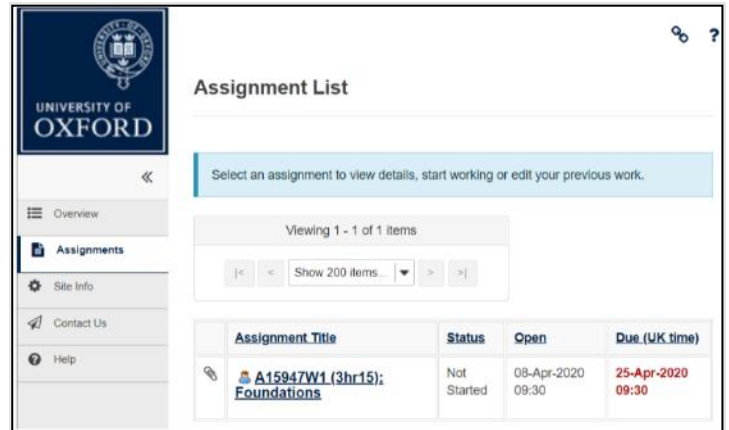 UNIVERSITY OF
OXFORD
?
Assignment List
«
Select an assignment to view details, start working or edit your previous work.
Overview
Assignments
Site Info
Contact Us
Help
Viewing 1 - 1 of 1 items
|< < Show 200 items... > >|
Assignment Title Status Open Due (UK time)
A15947W1 (3hr15): Not 08-Apr-2020 25-Apr-2020
Foundations Started 09:30 09:30